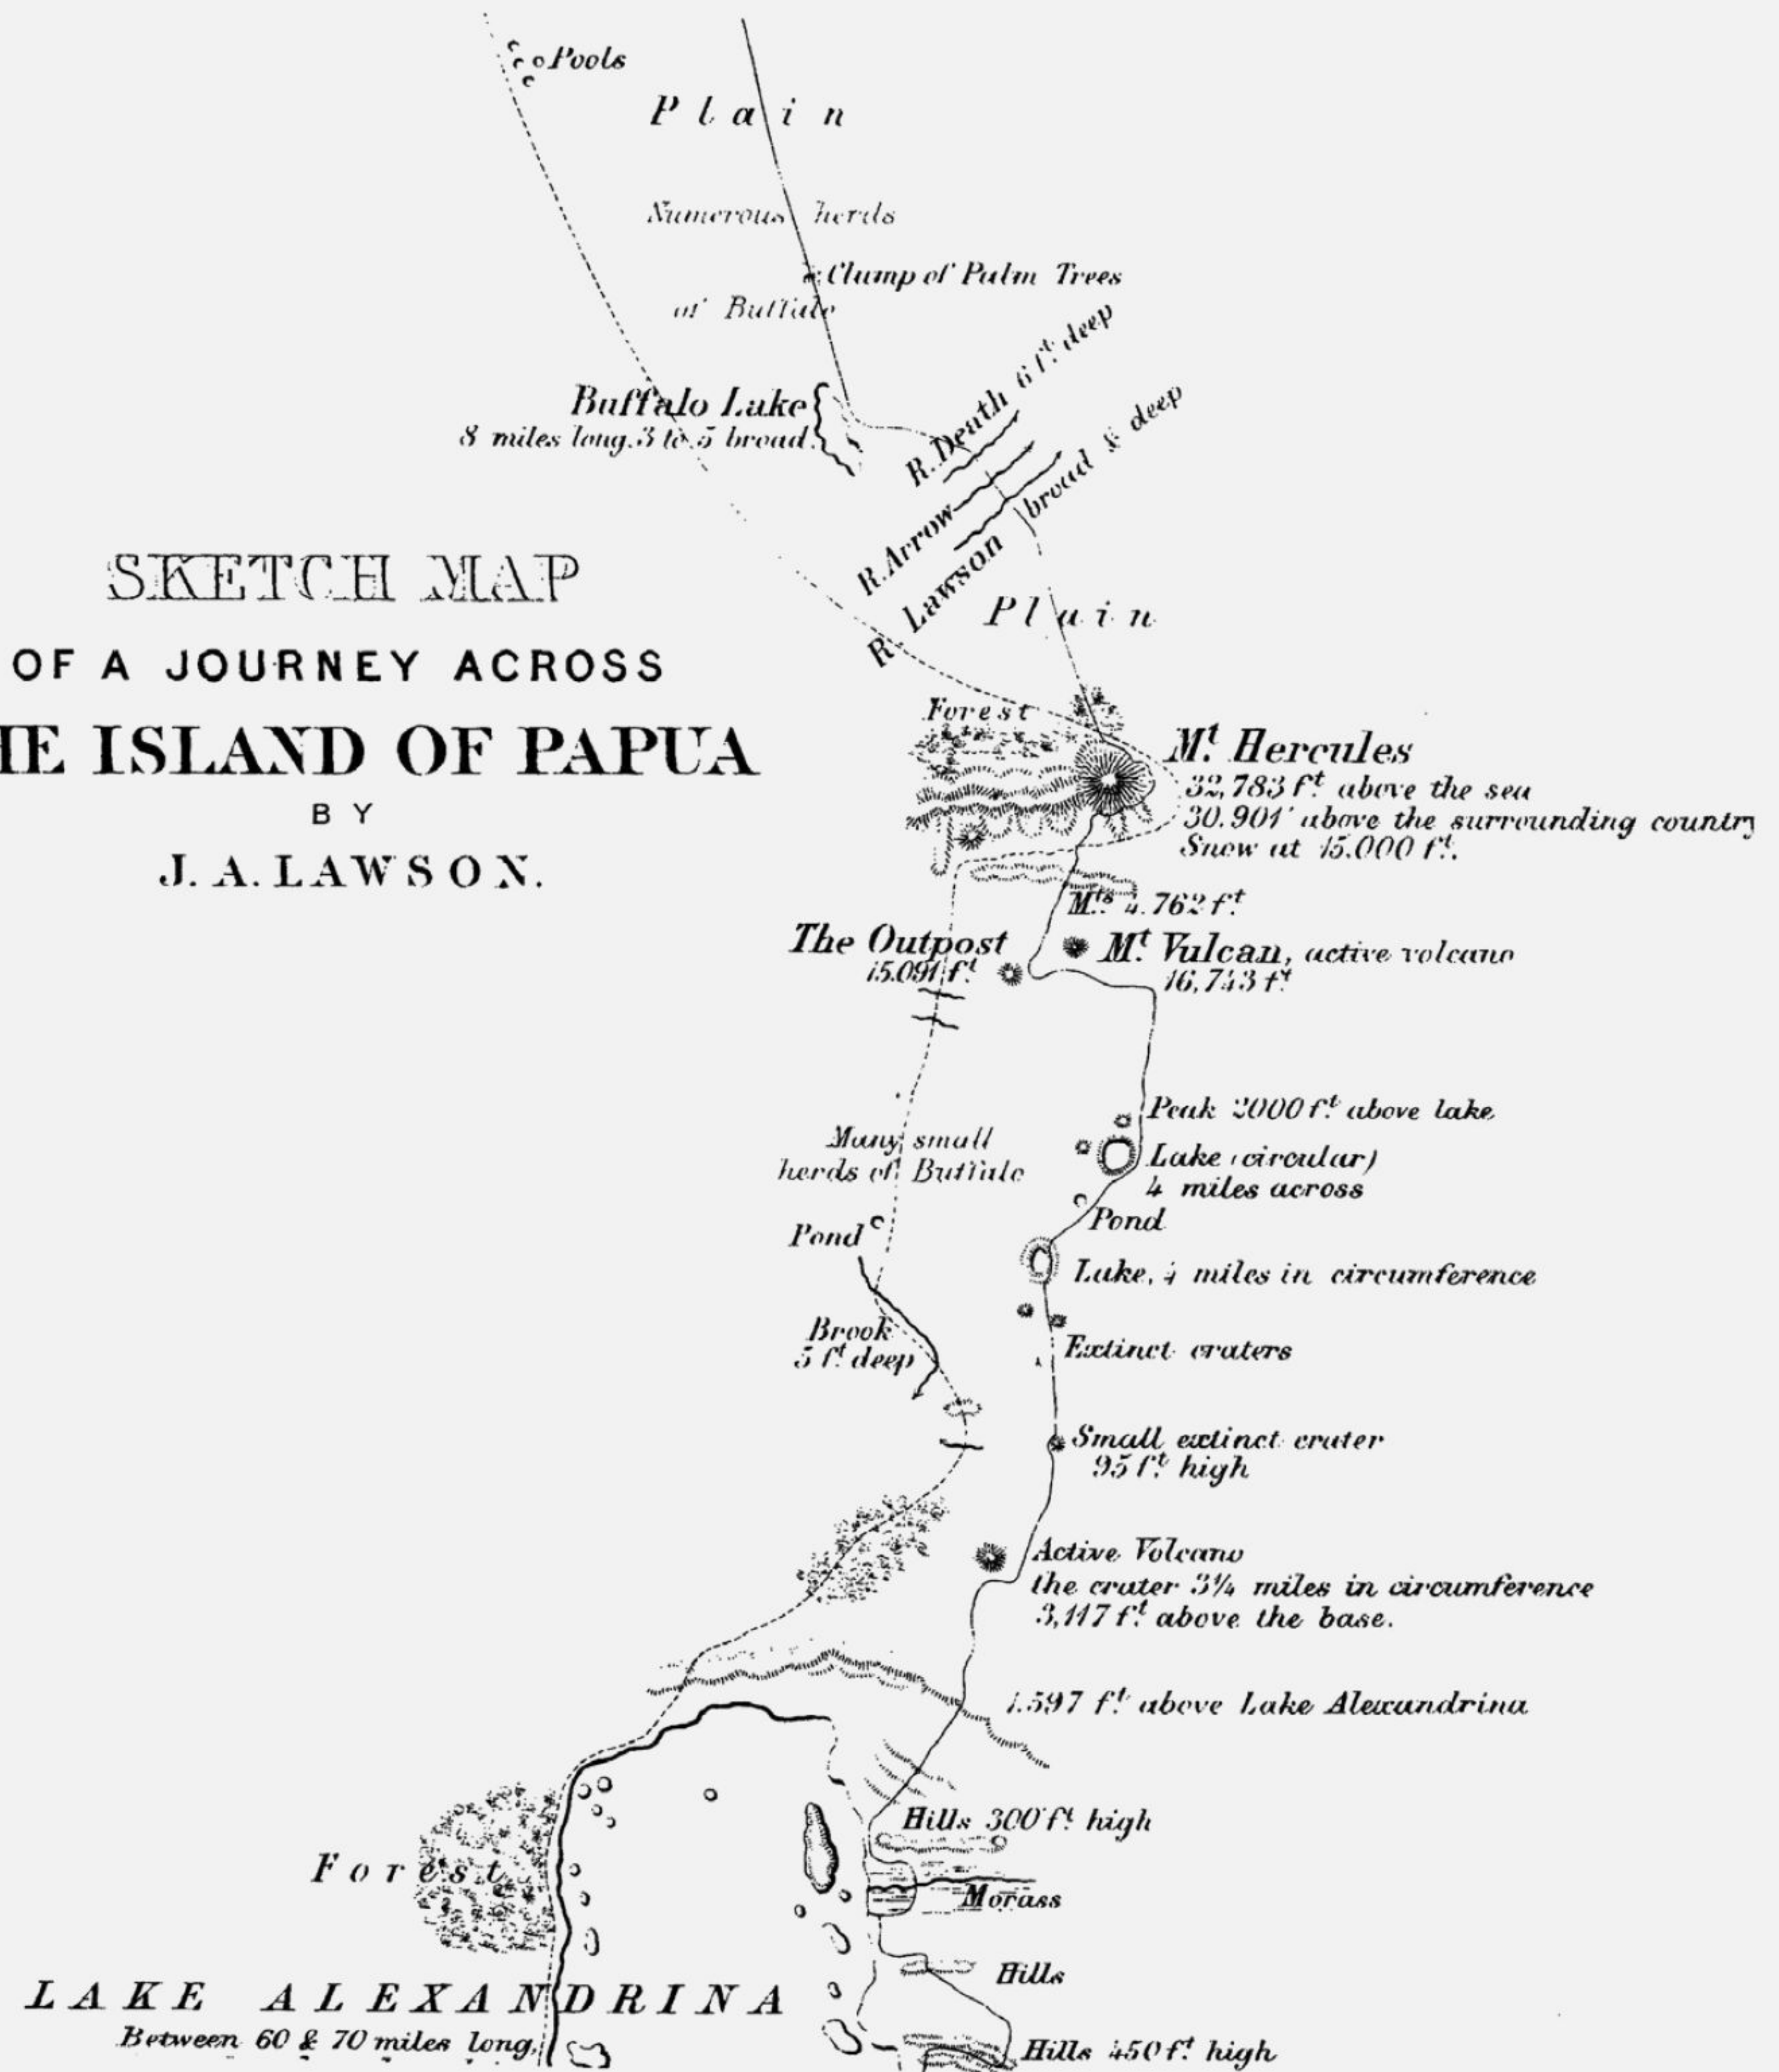 Pools
Plain
Numerous herds
of Buffalo
Clump of Palm Trees
R. Death 6 ft. deep
Buffalo Lake
8 miles long. 3 to 5 broad.
R. Arrow
R. Lawson broad & deep
SKETCH MAP
OF A JOURNEY ACROSS
HE ISLAND OF PAPUA
BY
J. A. LAWSON.
Plain
Forest
Mt. Hercules
32,783 ft. above the sea
30.901' above the surrounding country
Snow at 15.000 ft.
Mts. 4.762 ft.
The Outpost
15.091 ft.
Mt. Vulcan, active volcano
16,743 ft.
Peak 2000 ft. above lake
Lake (circular)
4 miles across
Many small
herds of Buffalo
Pond
Pond
Lake, 4 miles in circumference
Brook
5 ft. deep
Extinct craters
Small extinct crater
95 ft. high
Active Volcano
the crater 3¼ miles in circumference
3,117 ft. above the base.
1.597 ft. above Lake Alexandrina
Hills 300 ft. high
Forest
Morass
Hills
LAKE ALEXANDRINA
Between 60 & 70 miles long,
Hills 450 ft. high